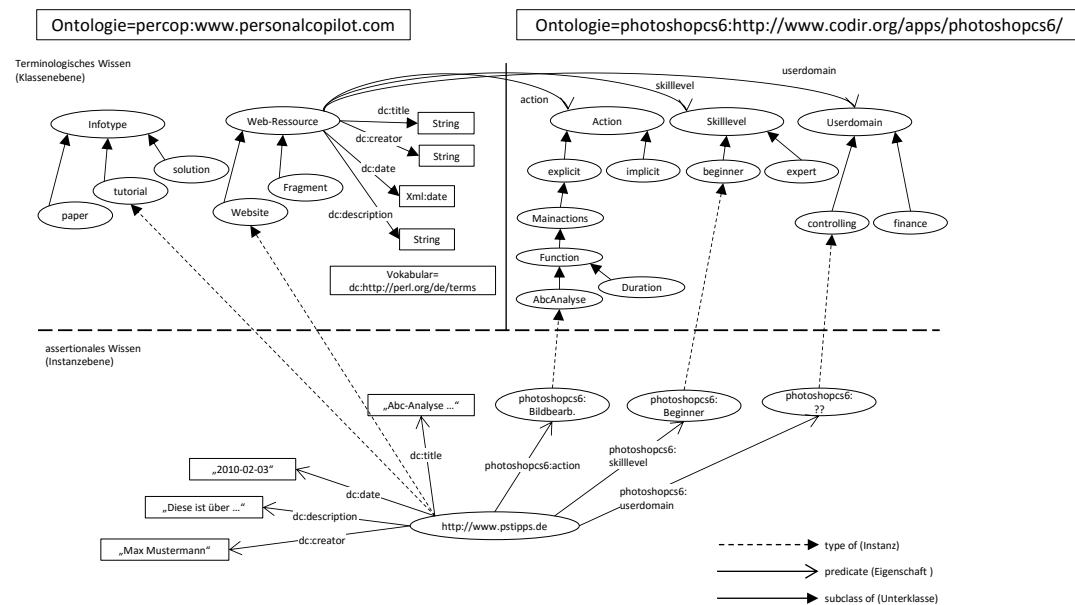 Ontologie=percop:www.personalcopilot.com
Ontologie=photoshopcs6:http://www.codir.org/apps/photoshopcs6/
Terminologisches Wissen
(Klassenebene)
userdomain
skilllevel
action
dc:title
Infotype
Web-Ressource
String
Action
Skilllevel
Userdomain
dc:creator
String
dc:date
solution
explicit
implicit
beginner
expert
tutorial
Fragment
Xml:date
paper
Website
dc:description
Mainactions
controlling
finance
String
Function
Vokabular=
dc:http://perl.org/de/terms
AbcAnalyse
Duration
assertionales Wissen
(Instanzebene)
„Abc-Analyse ...“
photoshopcs6:
Bildbearb.
photoshopcs6:
Beginner
photoshopcs6:
??
dc:title
photoshopcs6:
skilllevel
photoshopcs6:action
„2010-02-03“
dc:date
photoshopcs6:
userdomain
„Diese ist über ...“
dc:description
http://www.pstipps.de
dc:creator
„Max Mustermann“
type of (Instanz)
predicate (Eigenschaft )
subclass of (Unterklasse)